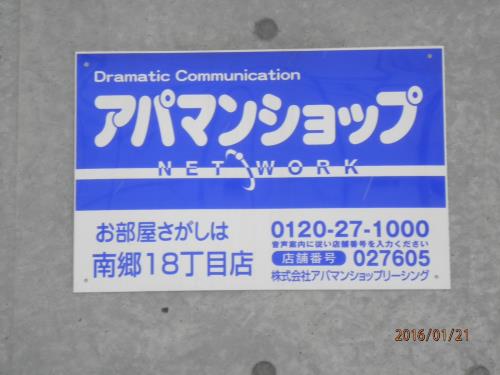 Dramatic Communication
アパマンショップ
NETWORK
お部屋さがしは
南郷18丁目店
0120-27-1000
音声案内に従い店舗番号を入力ください
店舗番号 027605
株式会社アパマンショップリーシング
2016/01/21